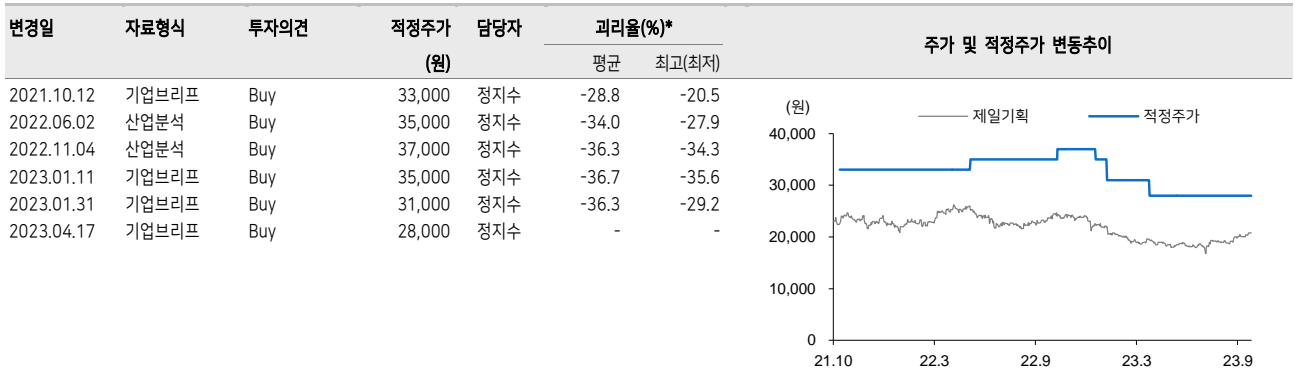 변경일 자료형식 투자의견 적정주가 담당자 괴리율(%)*
(원) 평균 최고(최저)
2021.10.12 기업브리프 Buy 33,000 정지수 -28.8 -20.5
2022.06.02 산업분석 Buy 35,000 정지수 -34.0 -27.9
2022.11.04 산업분석 Buy 37,000 정지수 -36.3 -34.3
2023.01.11 기업브리프 Buy 35,000 정지수 -36.7 -35.6
2023.01.31 기업브리프 Buy 31,000 정지수 -36.3 -29.2
2023.04.17 기업브리프 Buy 28,000 정지수 - -
주가 및 적정주가 변동추이
(원)
제일기획 적정주가
40,000
30,000
20,000
10,000
0
21.10 22.3 22.9 23.3 23.9